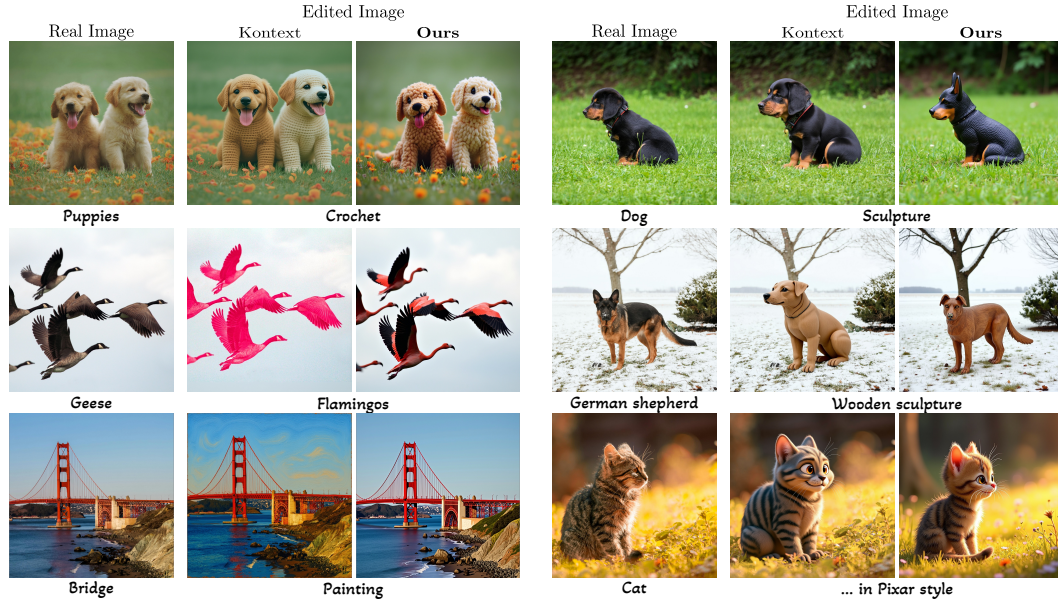 Edited Image
Real Image Kontext Ours
Edited Image
Real Image Kontext Ours
Puppies Crochet
Dog Sculpture
Geese Flamingos
German shepherd Wooden sculpture
Bridge Painting
Cat ... in Pixar style